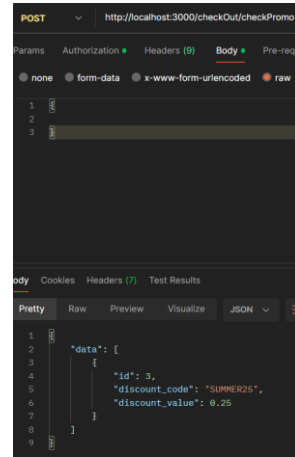 POST http://localhost:3000/checkOut/checkPromo
Params Authorization Headers (9) Body Pre-req
none form-data x-www-form-urlencoded raw
1 {
2
3 }
ody Cookies Headers (7) Test Results
Pretty Raw Preview Visualize JSON
1 {
2 "data": [
3 {
4 "id": 3,
5 "discount_code": "SUMMER25",
6 "discount_value": 0.25
7 }
8 ]
9 }